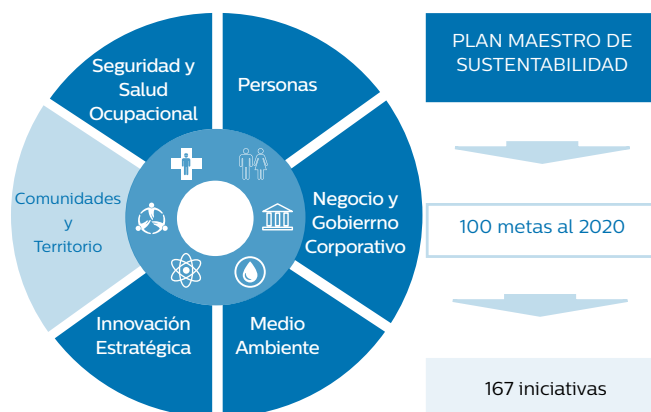 Seguridad y
Salud
Ocupacional
Personas
Comunidades
y
Territorio
Negocio y
Gobierrno
Corporativo
Innovación
Estratégica
Medio
Ambiente
PLAN MAESTRO DE
SUSTENTABILIDAD
100 metas al 2020
167 iniciativas